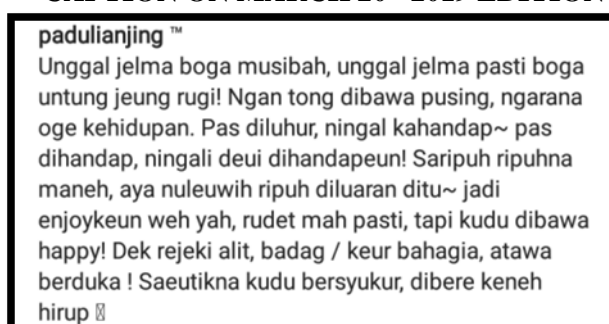 padulianjing ™
Unggal jelma boga musibah, unggal jelma pasti boga
untung jeung rugi! Ngan tong dibawa pusing, ngarana
oge kehidupan. Pas diluhur, ningal kahandap~ pas
dihandap, ningali deui dihandapeun! Saripuh ripuhna
maneh, aya nuleuwih ripuh diluaran ditu~ jadi
enjoykeun weh yah, rudet mah pasti, tapi kudu dibawa
happy! Dek rejeki alit, badag / keur bahagia, atawa
berduka ! Saeutikna kudu bersyukur, dibere keneh
hirup